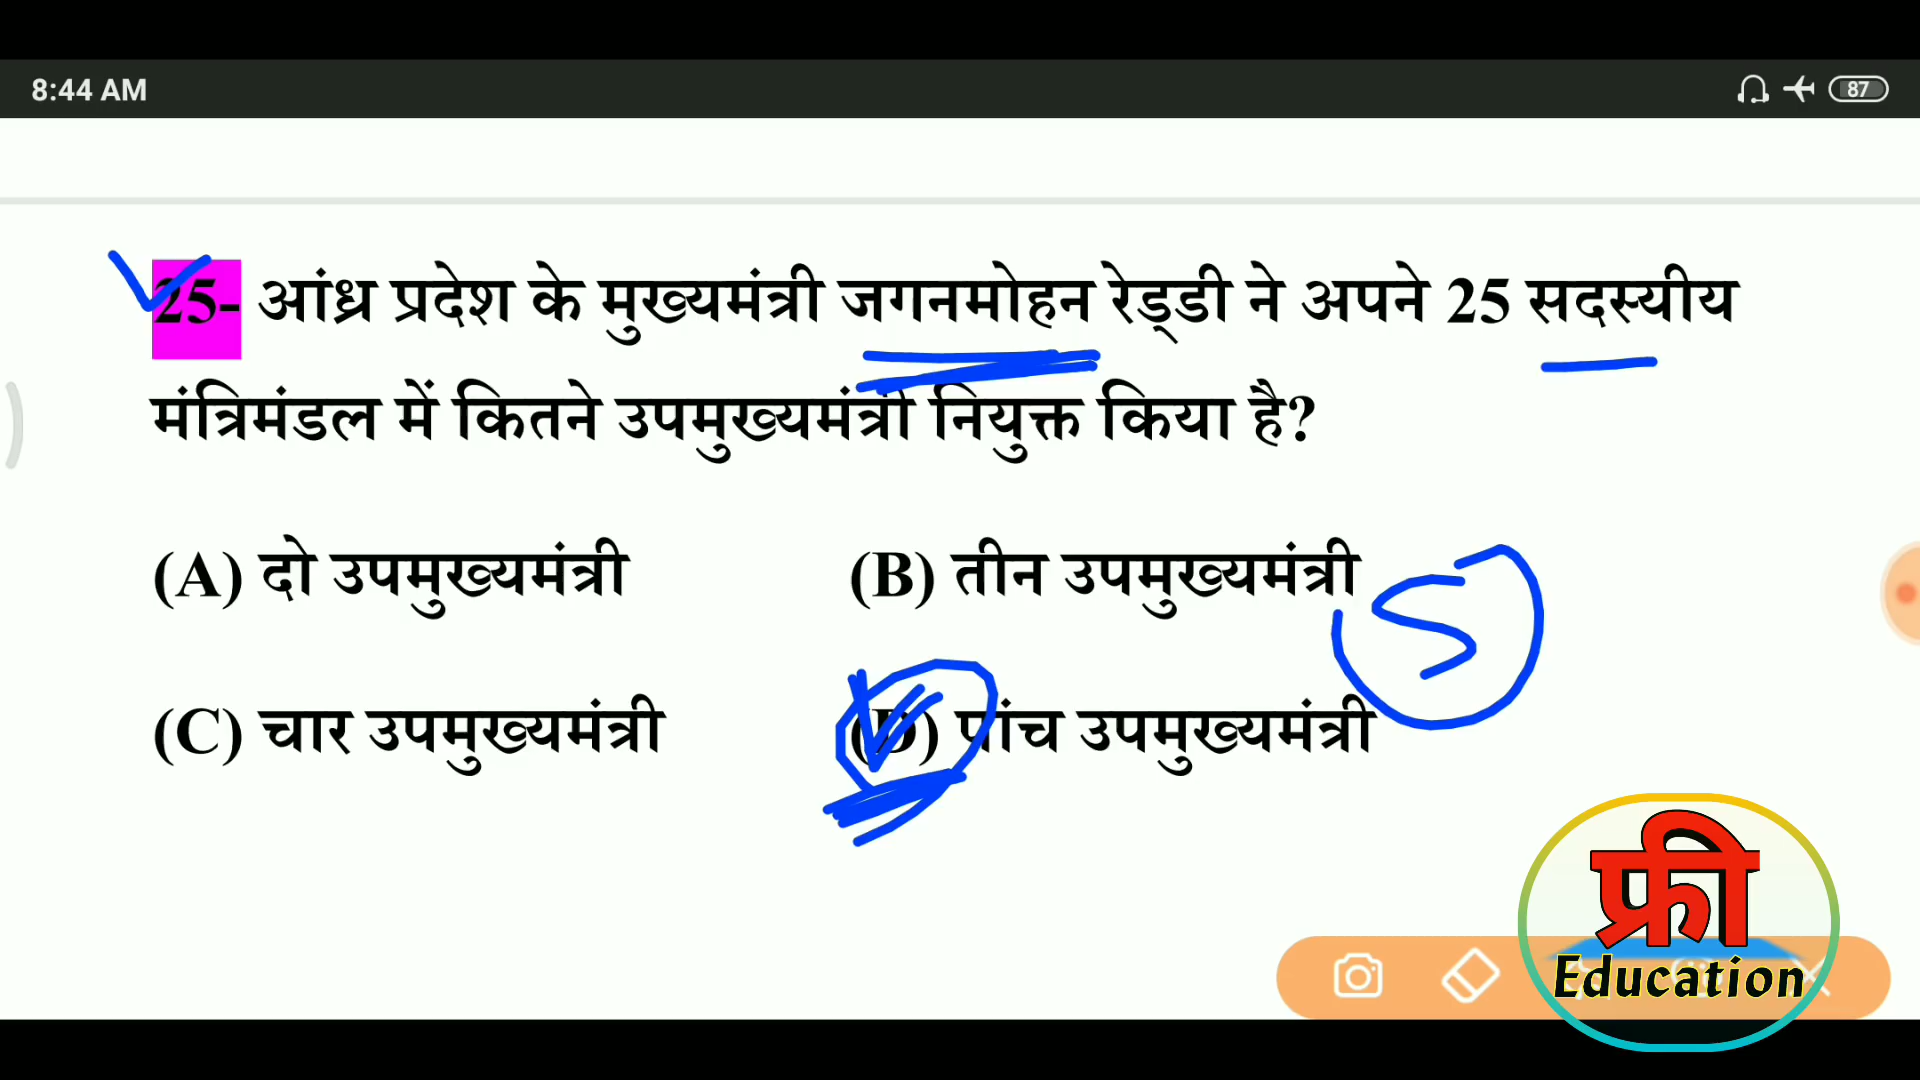 8:44 AM
87
25- आंध्र प्रदेश के मुख्यमंत्री जगनमोहन रेड्डी ने अपने 25 सदस्यीय
मंत्रिमंडल में कितने उपमुख्यमंत्री नियुक्त किया है?
(A) दो उपमुख्यमंत्री (B) तीन उपमुख्यमंत्री
5
(C) चार उपमुख्यमंत्री (D) पांच उपमुख्यमंत्री
फ्री
Education